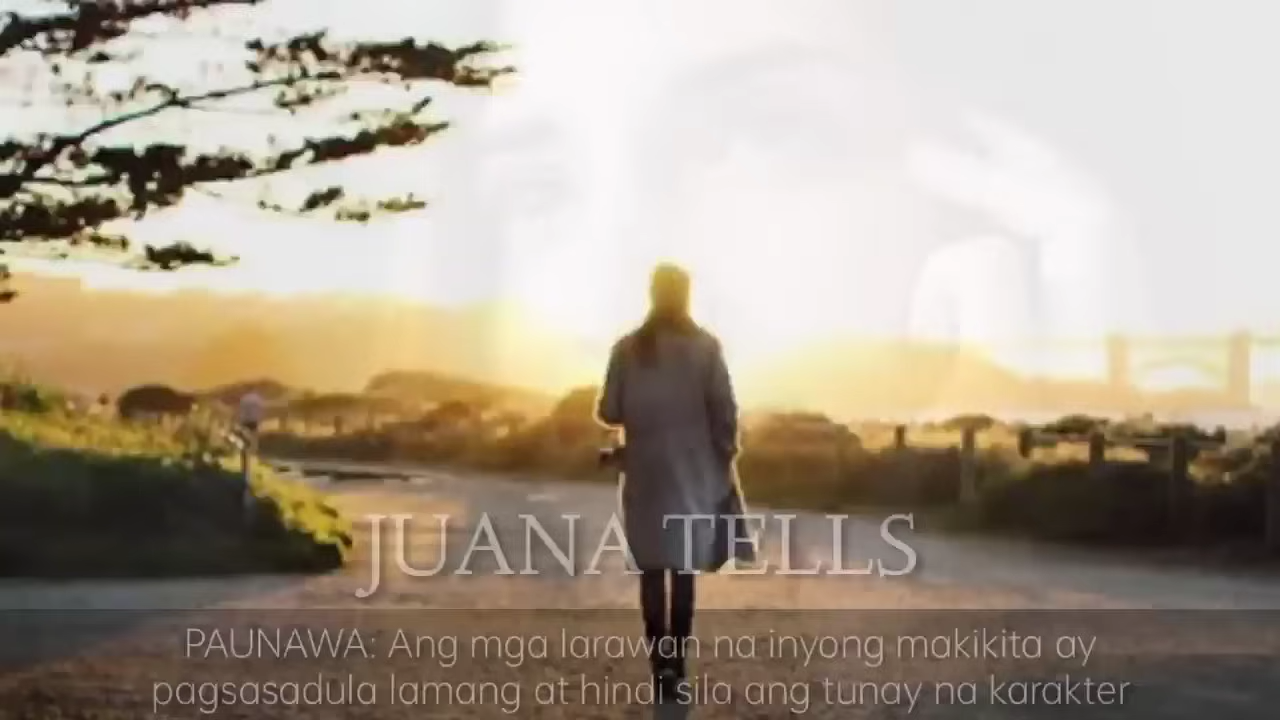 JUANA TELLS
PAUNAWA: Ang mga larawan na inyong makikita ay
pagsasadula lamang at hindi sila ang tunay na karakter